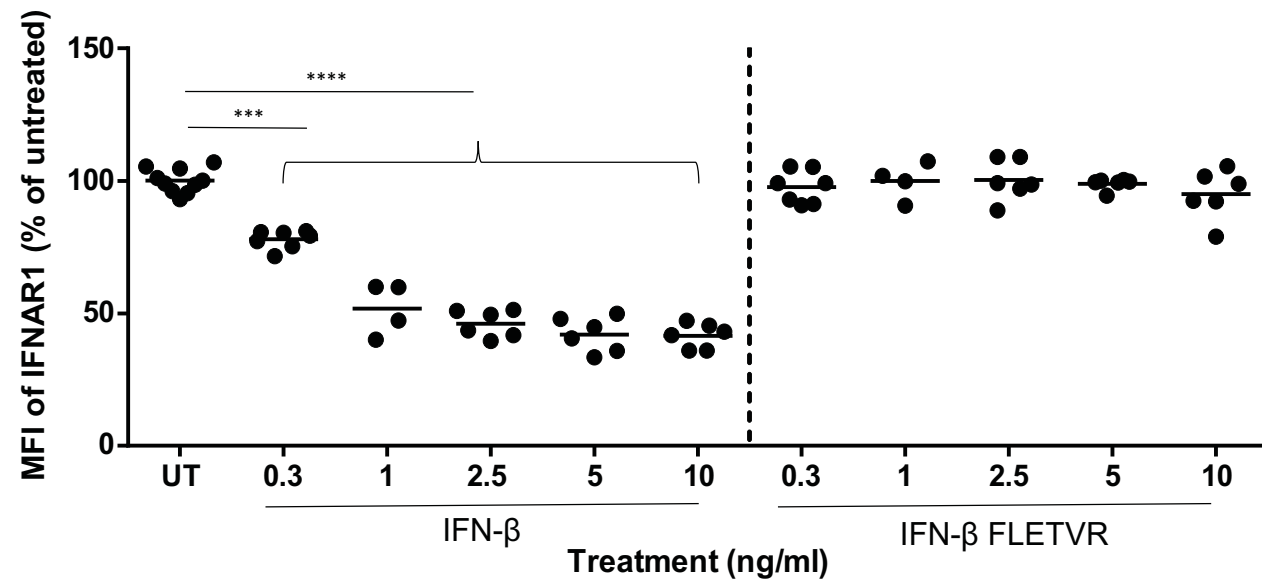 MFI of IFNAR1 (% of untreated)
150
100
50
0
****
***
UT 0.3 1 2.5 5 10 0.3 1 2.5 5 10
IFN-β IFN-β FLETVR
Treatment (ng/ml)